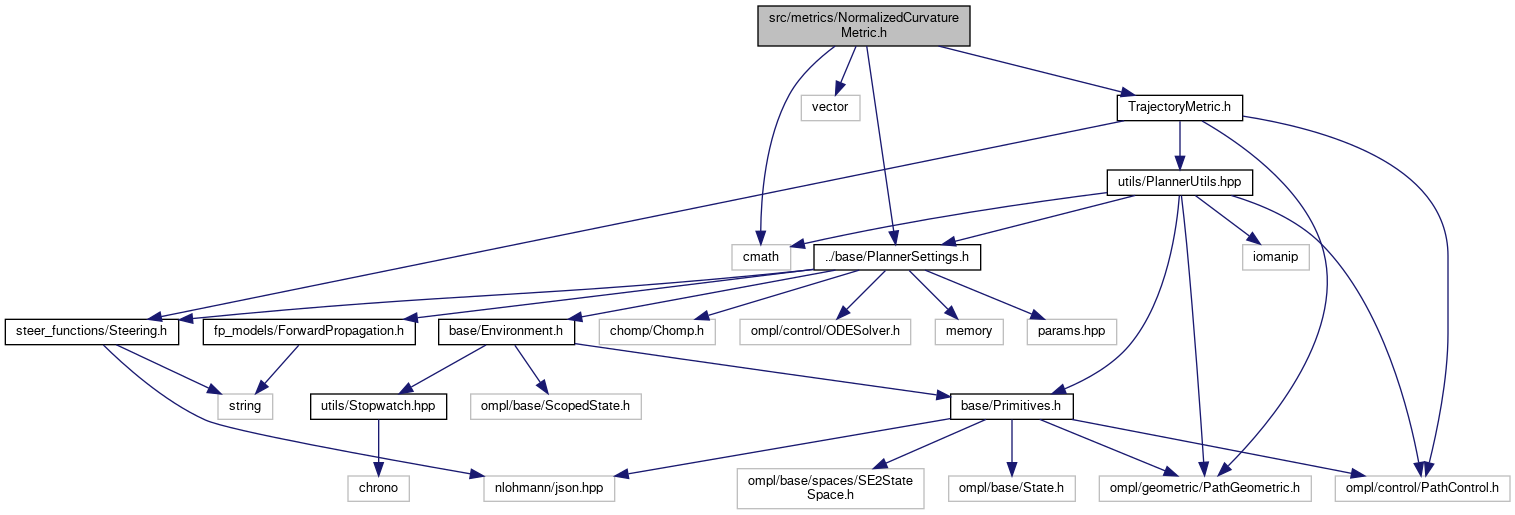 src/metrics/NormalizedCurvature
Metric.h
vector
TrajectoryMetric.h
utils/PlannerUtils.hpp
cmath
../base/PlannerSettings.h
iomanip
steer_functions/Steering.h
fp_models/ForwardPropagation.h
base/Environment.h
chomp/Chomp.h
ompl/control/ODESolver.h
memory
params.hpp
string
utils/Stopwatch.hpp
ompl/base/ScopedState.h
base/Primitives.h
chrono
nlohmann/json.hpp
ompl/base/spaces/SE2State
Space.h
ompl/base/State.h
ompl/geometric/PathGeometric.h
ompl/control/PathControl.h